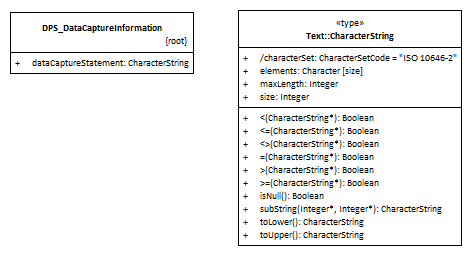 DPS_DataCaptureInformation
{root}
+ dataCaptureStatement: CharacterString
«type»
Text::CharacterString
+ /characterSet: CharacterSetCode = "ISO 10646-2"
+ elements: Character [size]
+ maxLength: Integer
+ size: Integer
+ <(CharacterString*): Boolean
+ <=(CharacterString*): Boolean
+ <>(CharacterString*): Boolean
+ =(CharacterString*): Boolean
+ >(CharacterString*): Boolean
+ >=(CharacterString*): Boolean
+ isNull(): Boolean
+ subString(Integer*, Integer*): CharacterString
+ toLower(): CharacterString
+ toUpper(): CharacterString